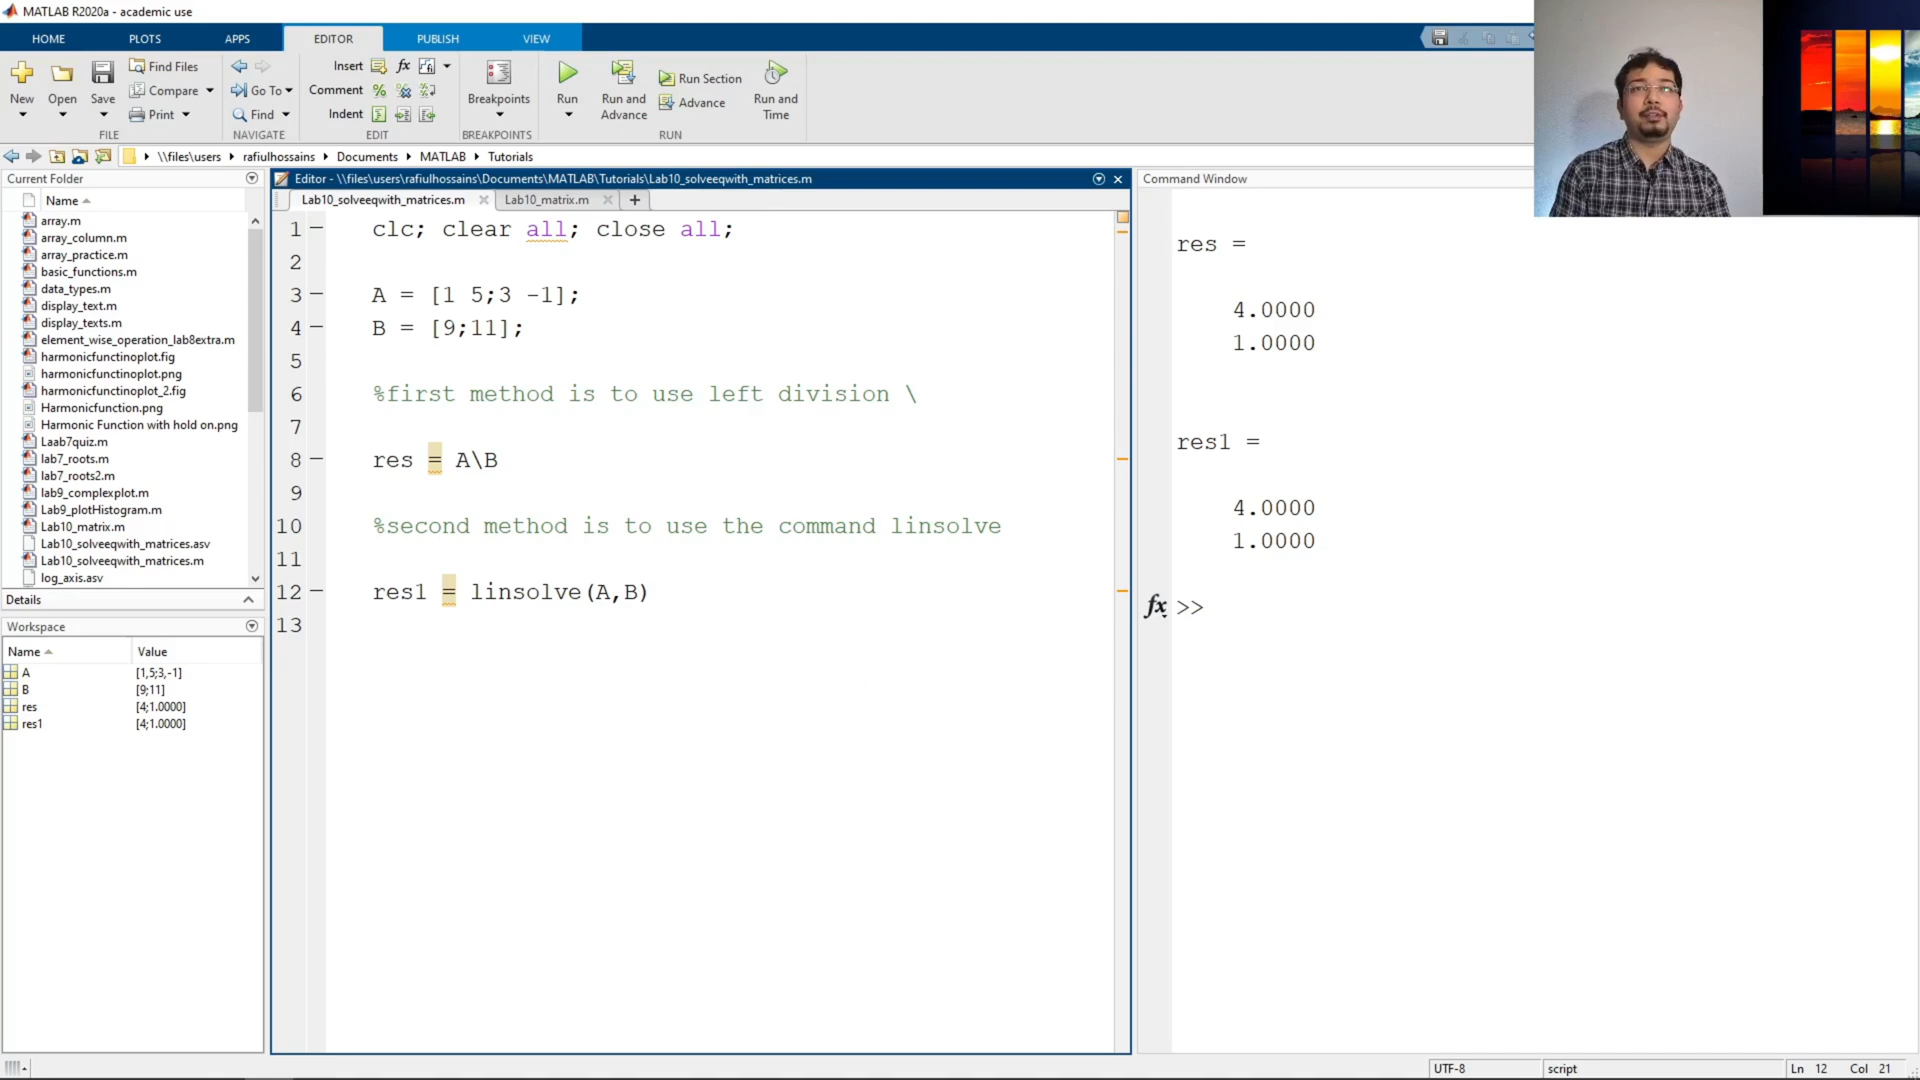 MATLAB R2020a - academic use
HOME PLOTS APPS EDITOR PUBLISH VIEW
New Open Save Find Files Compare Print
FILE
Go To Find
NAVIGATE
Insert fx
Comment
Indent
EDIT
Breakpoints
BREAKPOINTS
Run Run and Advance Run Section Advance Run and Time
RUN
\\files\users rafiulhossains Documents MATLAB Tutorials
Current Folder
Name
array.m
array_column.m
array_practice.m
basic_functions.m
data_types.m
display_text.m
display_texts.m
element_wise_operation_lab8extra.m
harmonicfunctinoplot.fig
harmonicfunctinoplot.png
harmonicfunctinoplot_2.fig
Harmonicfunction.png
Harmonic Function with hold on.png
Laab7quiz.m
lab7_roots.m
lab7_roots2.m
lab9_complexplot.m
Lab9_plotHistogram.m
Lab10_matrix.m
Lab10_solveeqwith_matrices.asv
Lab10_solveeqwith_matrices.m
log_axis.asv
Details
Workspace
Name Value
A [1,5;3,-1]
B [9;11]
res [4;1.0000]
res1 [4;1.0000]
Editor - \\files\users\rafiulhossains\Documents\MATLAB\Tutorials\Lab10_solveeqwith_matrices.m
Lab10_solveeqwith_matrices.m Lab10_matrix.m
1 clc; clear all; close all;
2
3 A = [1 5;3 -1];
4 B = [9;11];
5
6 %first method is to use left division \
7
8 res = A\B
9
10 %second method is to use the command linsolve
11
12 res1 = linsolve(A,B)
13
Command Window
res =
4.0000
1.0000
res1 =
4.0000
1.0000
fx >>
UTF-8 script Ln 12 Col 21